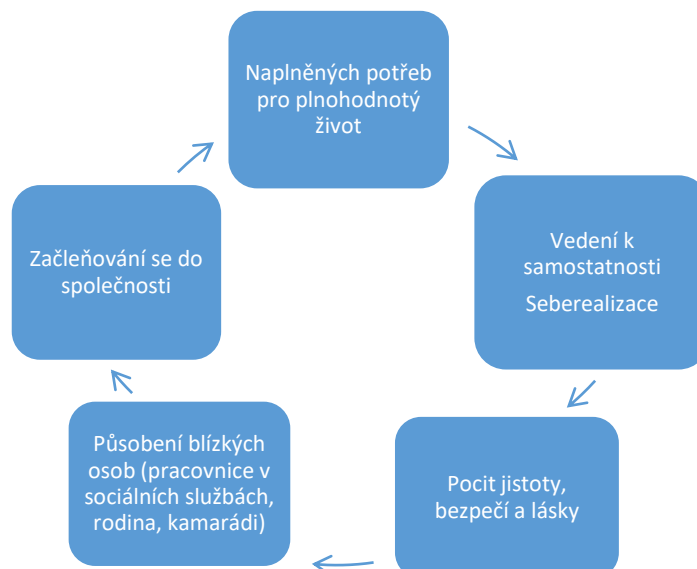 Naplněných potřeb
pro plnohodnotý
život
Vedení k
samostatnosti
Seberealizace
Pocit jistoty,
bezpečí a lásky
Působení blízkých
osob (pracovnice v
sociálních službách,
rodina, kamarádi)
Začleňování se do
společnosti